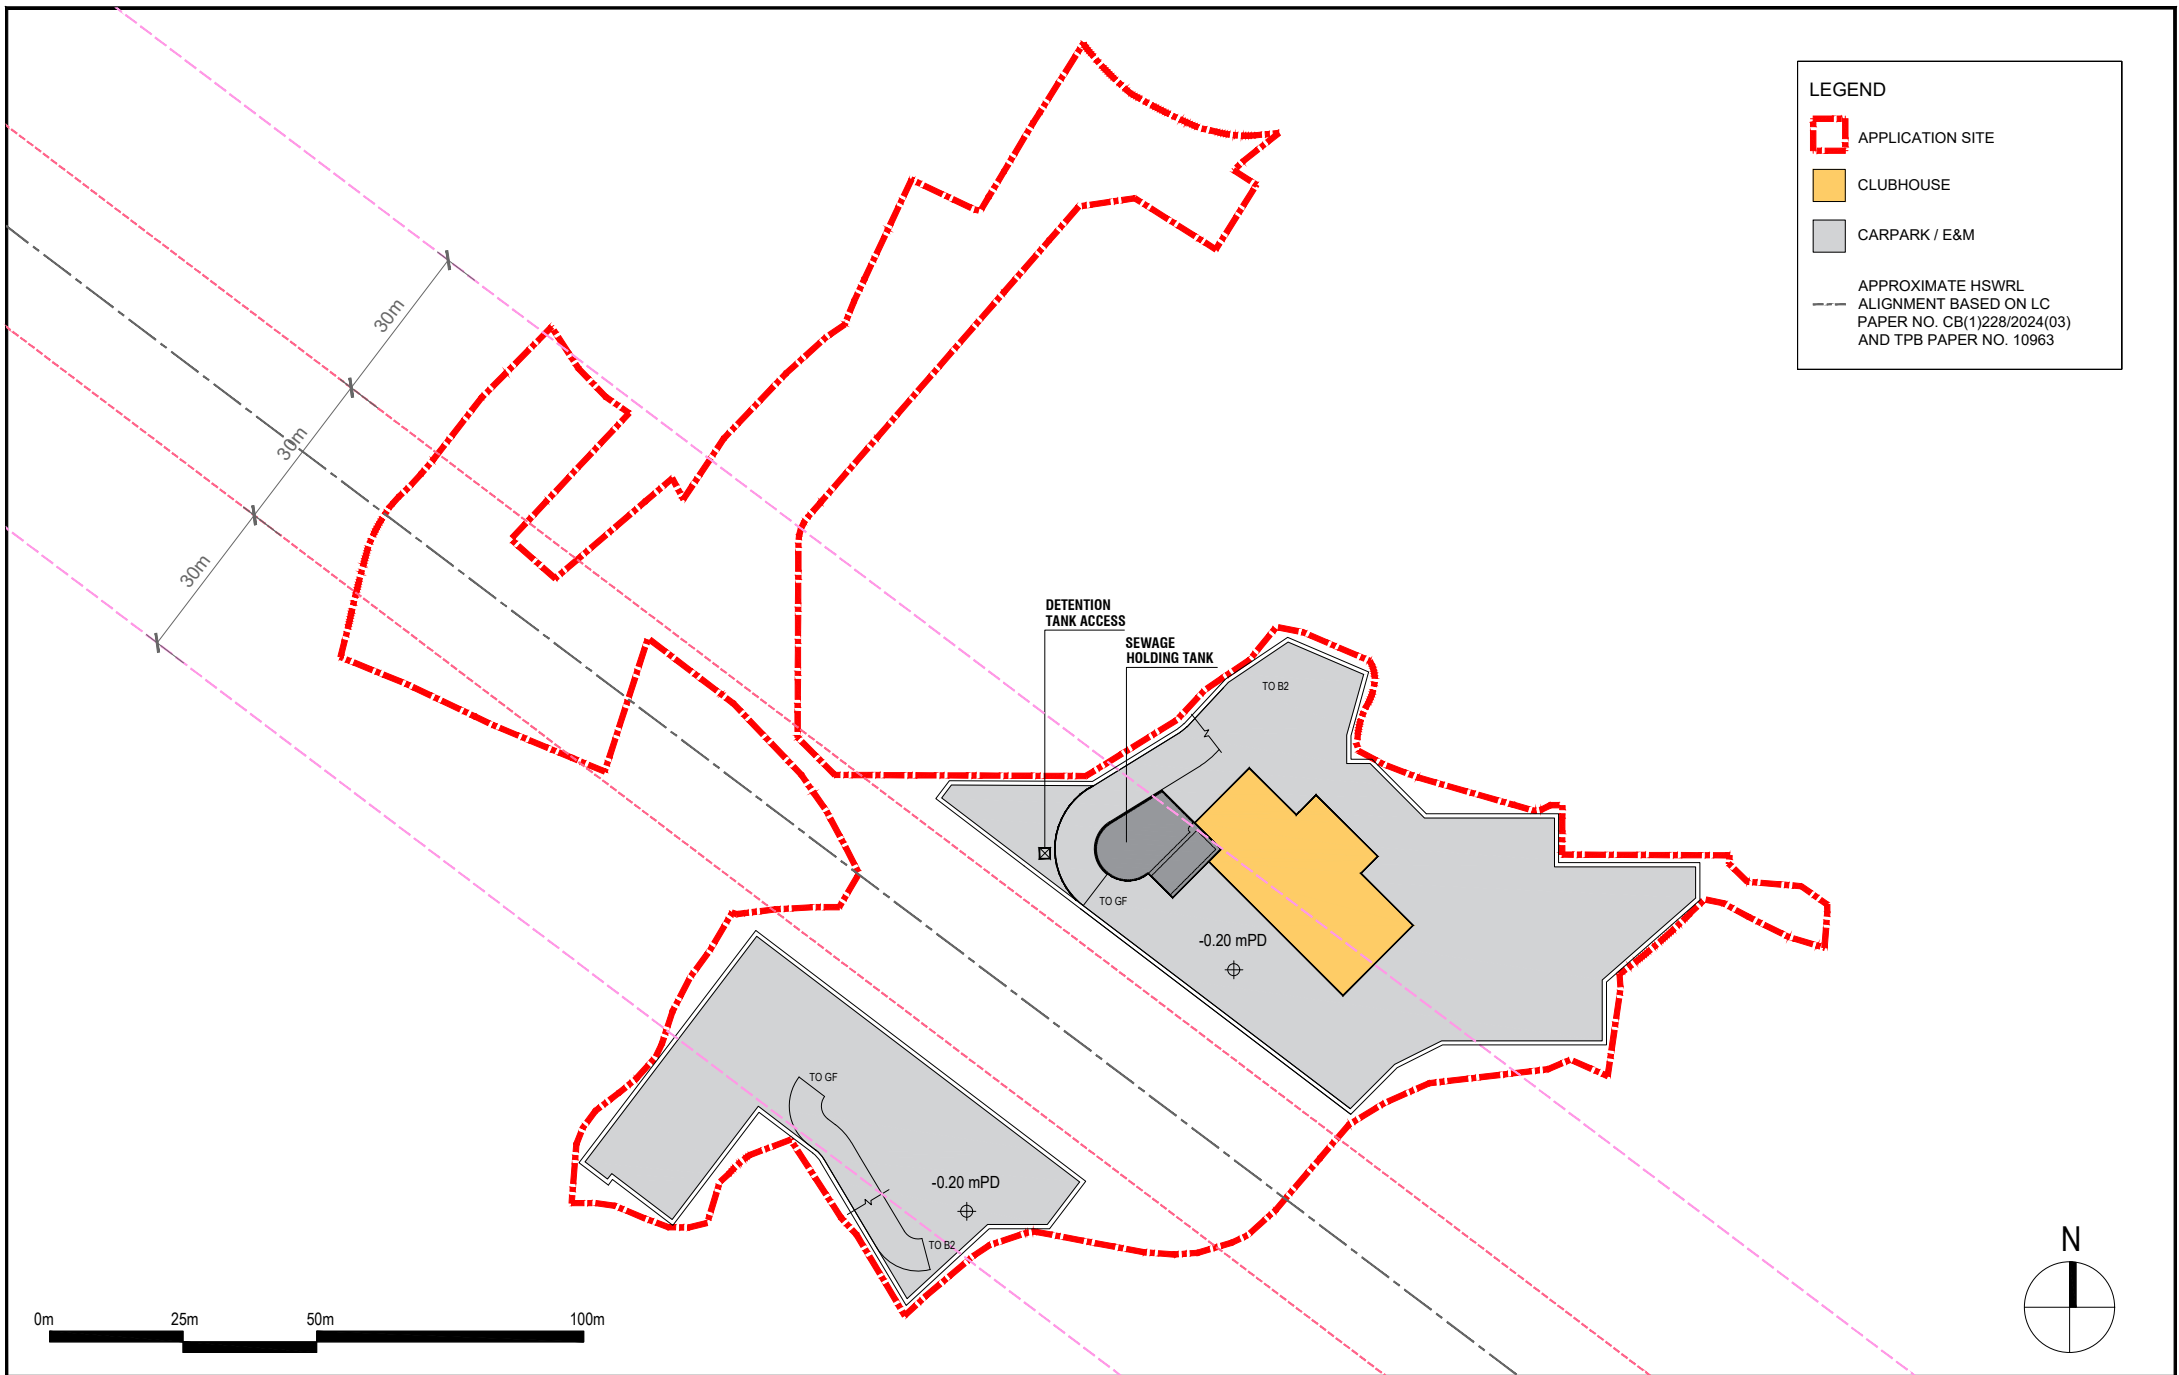 LEGEND
APPLICATION SITE
CLUBHOUSE
CARPARK / E&M
APPROXIMATE HSWRL
ALIGNMENT BASED ON LC
PAPER NO. CB(1)228/2024(03)
AND TPB PAPER NO. 10963
30m
30m
30m
DETENTION
TANK ACCESS
SEWAGE
HOLDING TANK
TO B2
TO GF
-0.20 mPD
TO GF
-0.20 mPD
TO B2
N
0m 25m 50m 100m